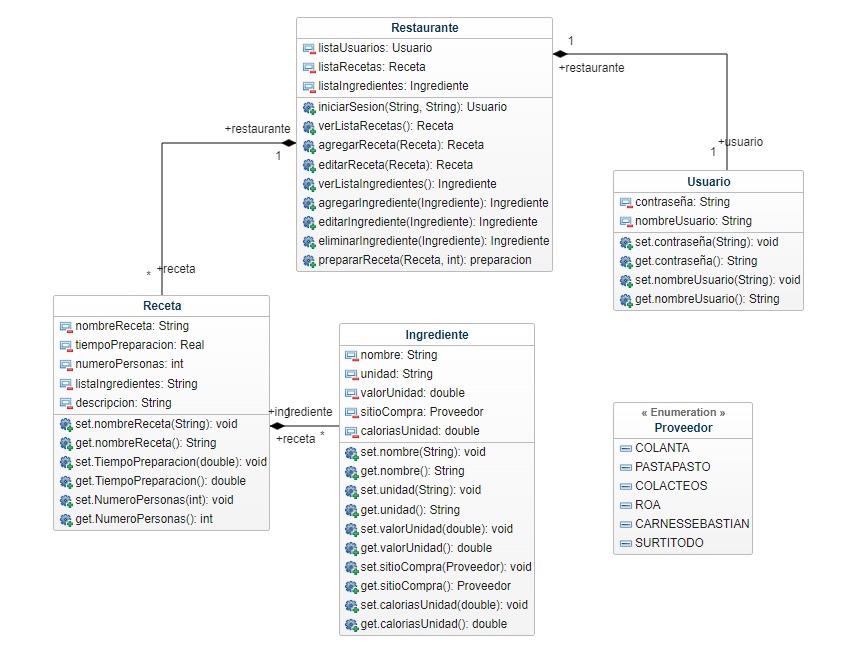 Restaurante
listaUsuarios: Usuario
listaRecetas: Receta
listaIngredientes: Ingrediente
iniciarSesion(String, String): Usuario
verListaRecetas(): Receta
agregarReceta(Receta): Receta
editarReceta(Receta): Receta
verListaIngredientes(): Ingrediente
agregarIngrediente(Ingrediente): Ingrediente
editarIngrediente(Ingrediente): Ingrediente
eliminarIngrediente(Ingrediente): Ingrediente
prepararReceta(Receta, int): preparacion
1
+restaurante
+usuario
1
+restaurante
1
+receta
*
Usuario
contraseña: String
nombreUsuario: String
set.contraseña(String): void
get.contraseña(): String
set.nombreUsuario(String): void
get.nombreUsuario(): String
Receta
nombreReceta: String
tiempoPreparacion: Real
numeroPersonas: int
listaIngredientes: String
descripcion: String
set.nombreReceta(String): void
get.nombreReceta(): String
set.TiempoPreparacion(double): void
get.TiempoPreparacion(): double
set.NumeroPersonas(int): void
get.NumeroPersonas(): int
+ingrediente
1
+receta
*
Ingrediente
nombre: String
unidad: String
valorUnidad: double
sitioCompra: Proveedor
caloriasUnidad: double
set.nombre(String): void
get.nombre(): String
set.unidad(String): void
get.unidad(): String
set.valorUnidad(double): void
get.valorUnidad(): double
set.sitioCompra(Proveedor): void
get.sitioCompra(): Proveedor
set.caloriasUnidad(double): void
get.caloriasUnidad(): double
« Enumeration »
Proveedor
COLANTA
PASTAPASTO
COLACTEOS
ROA
CARNESSEBASTIAN
SURTITODO